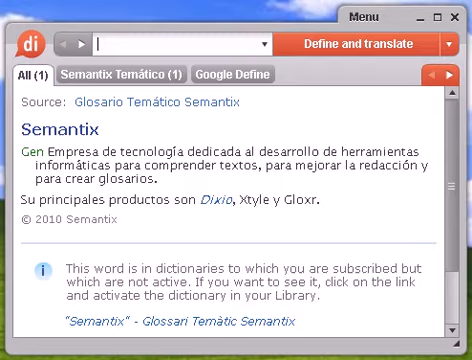 Menu
di
Define and translate
All (1)
Semantix Temático (1)
Google Define
Source: Glosario Temático Semantix
Semantix
Gen Empresa de tecnología dedicada al desarrollo de herramientas
informáticas para comprender textos, para mejorar la redacción y
para crear glosarios.
Su principales productos son Dixio, Xtyle y Gloxr.
© 2010 Semantix
i
This word is in dictionaries to which you are subscribed but
which are not active. If you want to see it, click on the link
and activate the dictionary in your Library.
"Semantix" - Glossari Temàtic Semantix